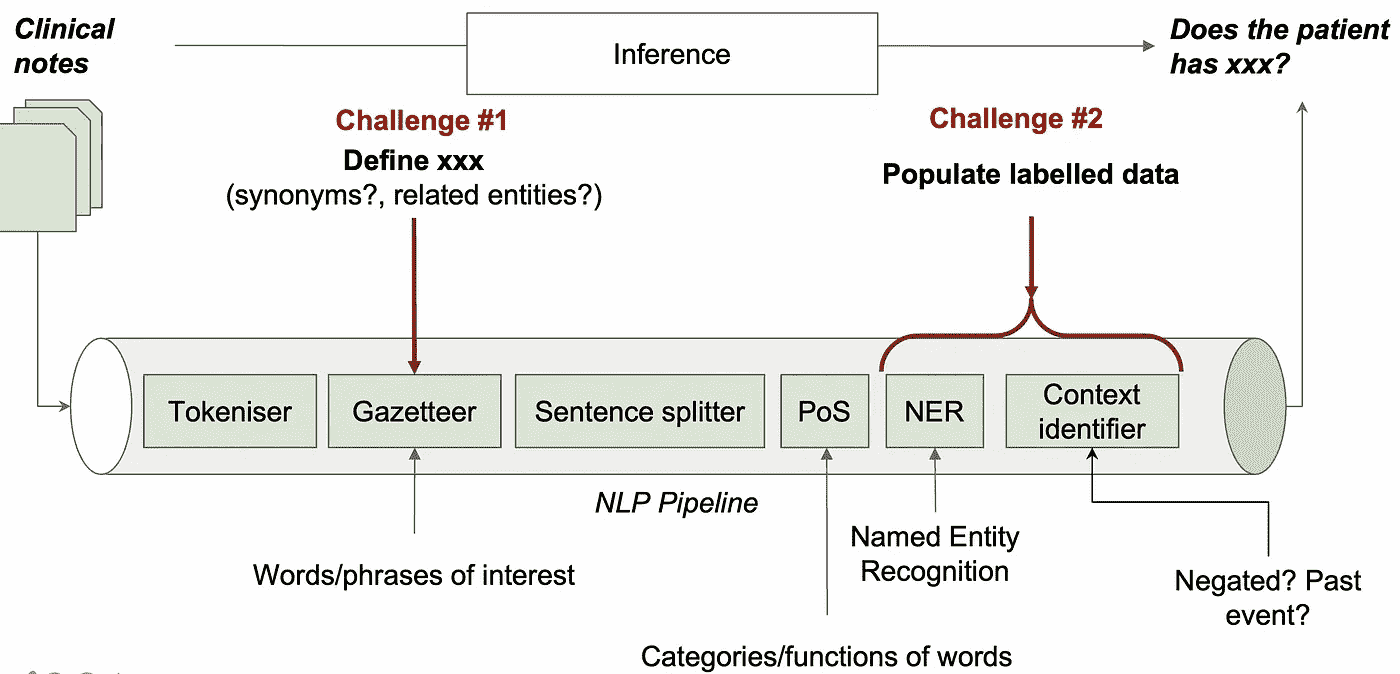 Clinical
notes
Inference
Does the patient
has xxx?
Challenge #1
Define xxx
(synonyms?, related entities?)
Challenge #2
Populate labelled data
Tokeniser
Gazetteer
Sentence splitter
PoS
NER
Context
identifier
NLP Pipeline
Words/phrases of interest
Named Entity
Recognition
Categories/functions of words
Negated? Past
event?